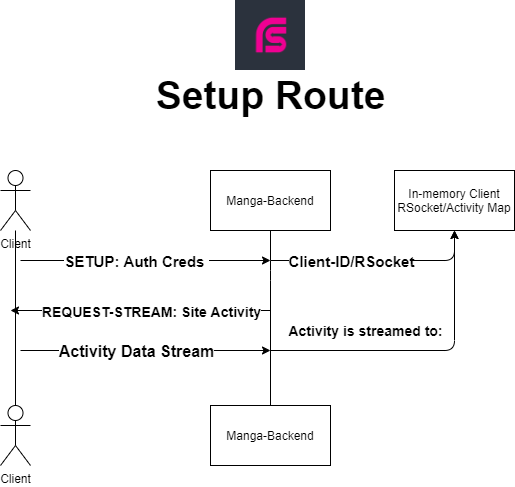 Setup Route
Manga-Backend
In-memory Client
RSocket/Activity Map
Client
SETUP: Auth Creds
Client-ID/RSocket
REQUEST-STREAM: Site Activity
Activity is streamed to:
Activity Data Stream
Manga-Backend
Client